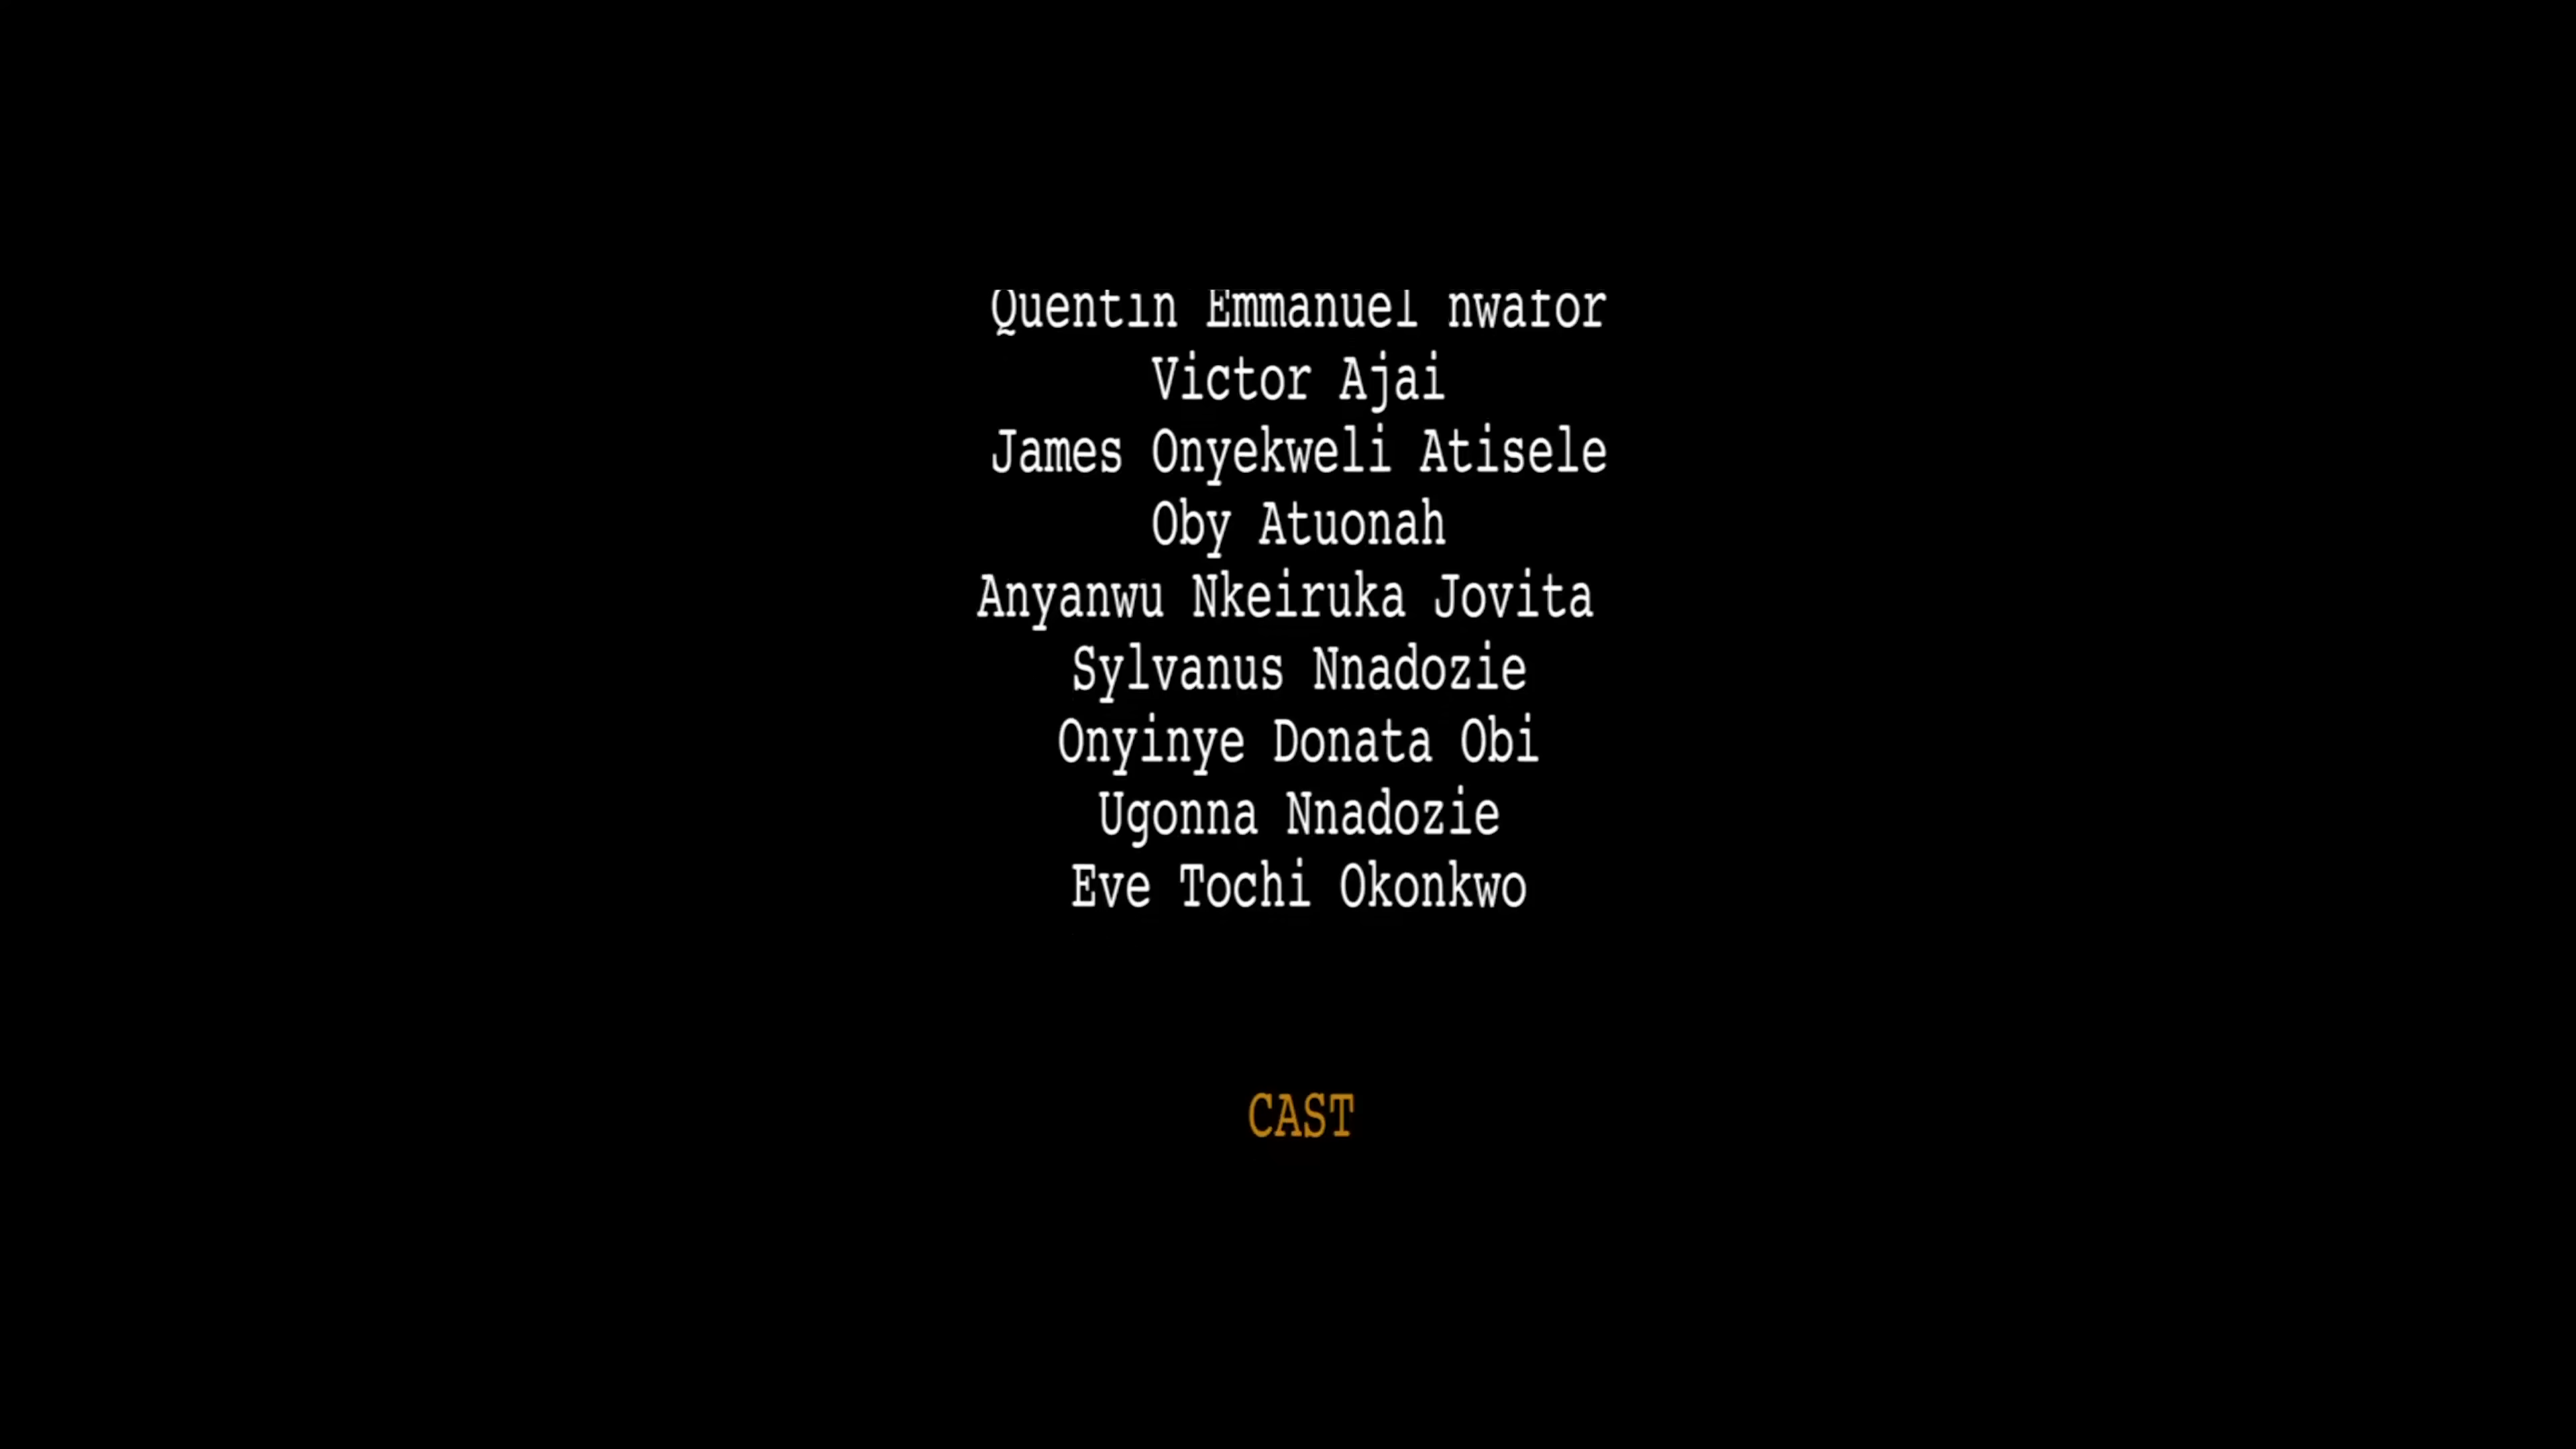 Quentin Emmanuel nwafor
Victor Ajai
James Onyekweli Atisele
Oby Atuonah
Anyanwu Nkeiruka Jovita
Sylvanus Nnadozie
Onyinye Donata Obi
Ugonna Nnadozie
Eve Tochi Okonkwo
CAST